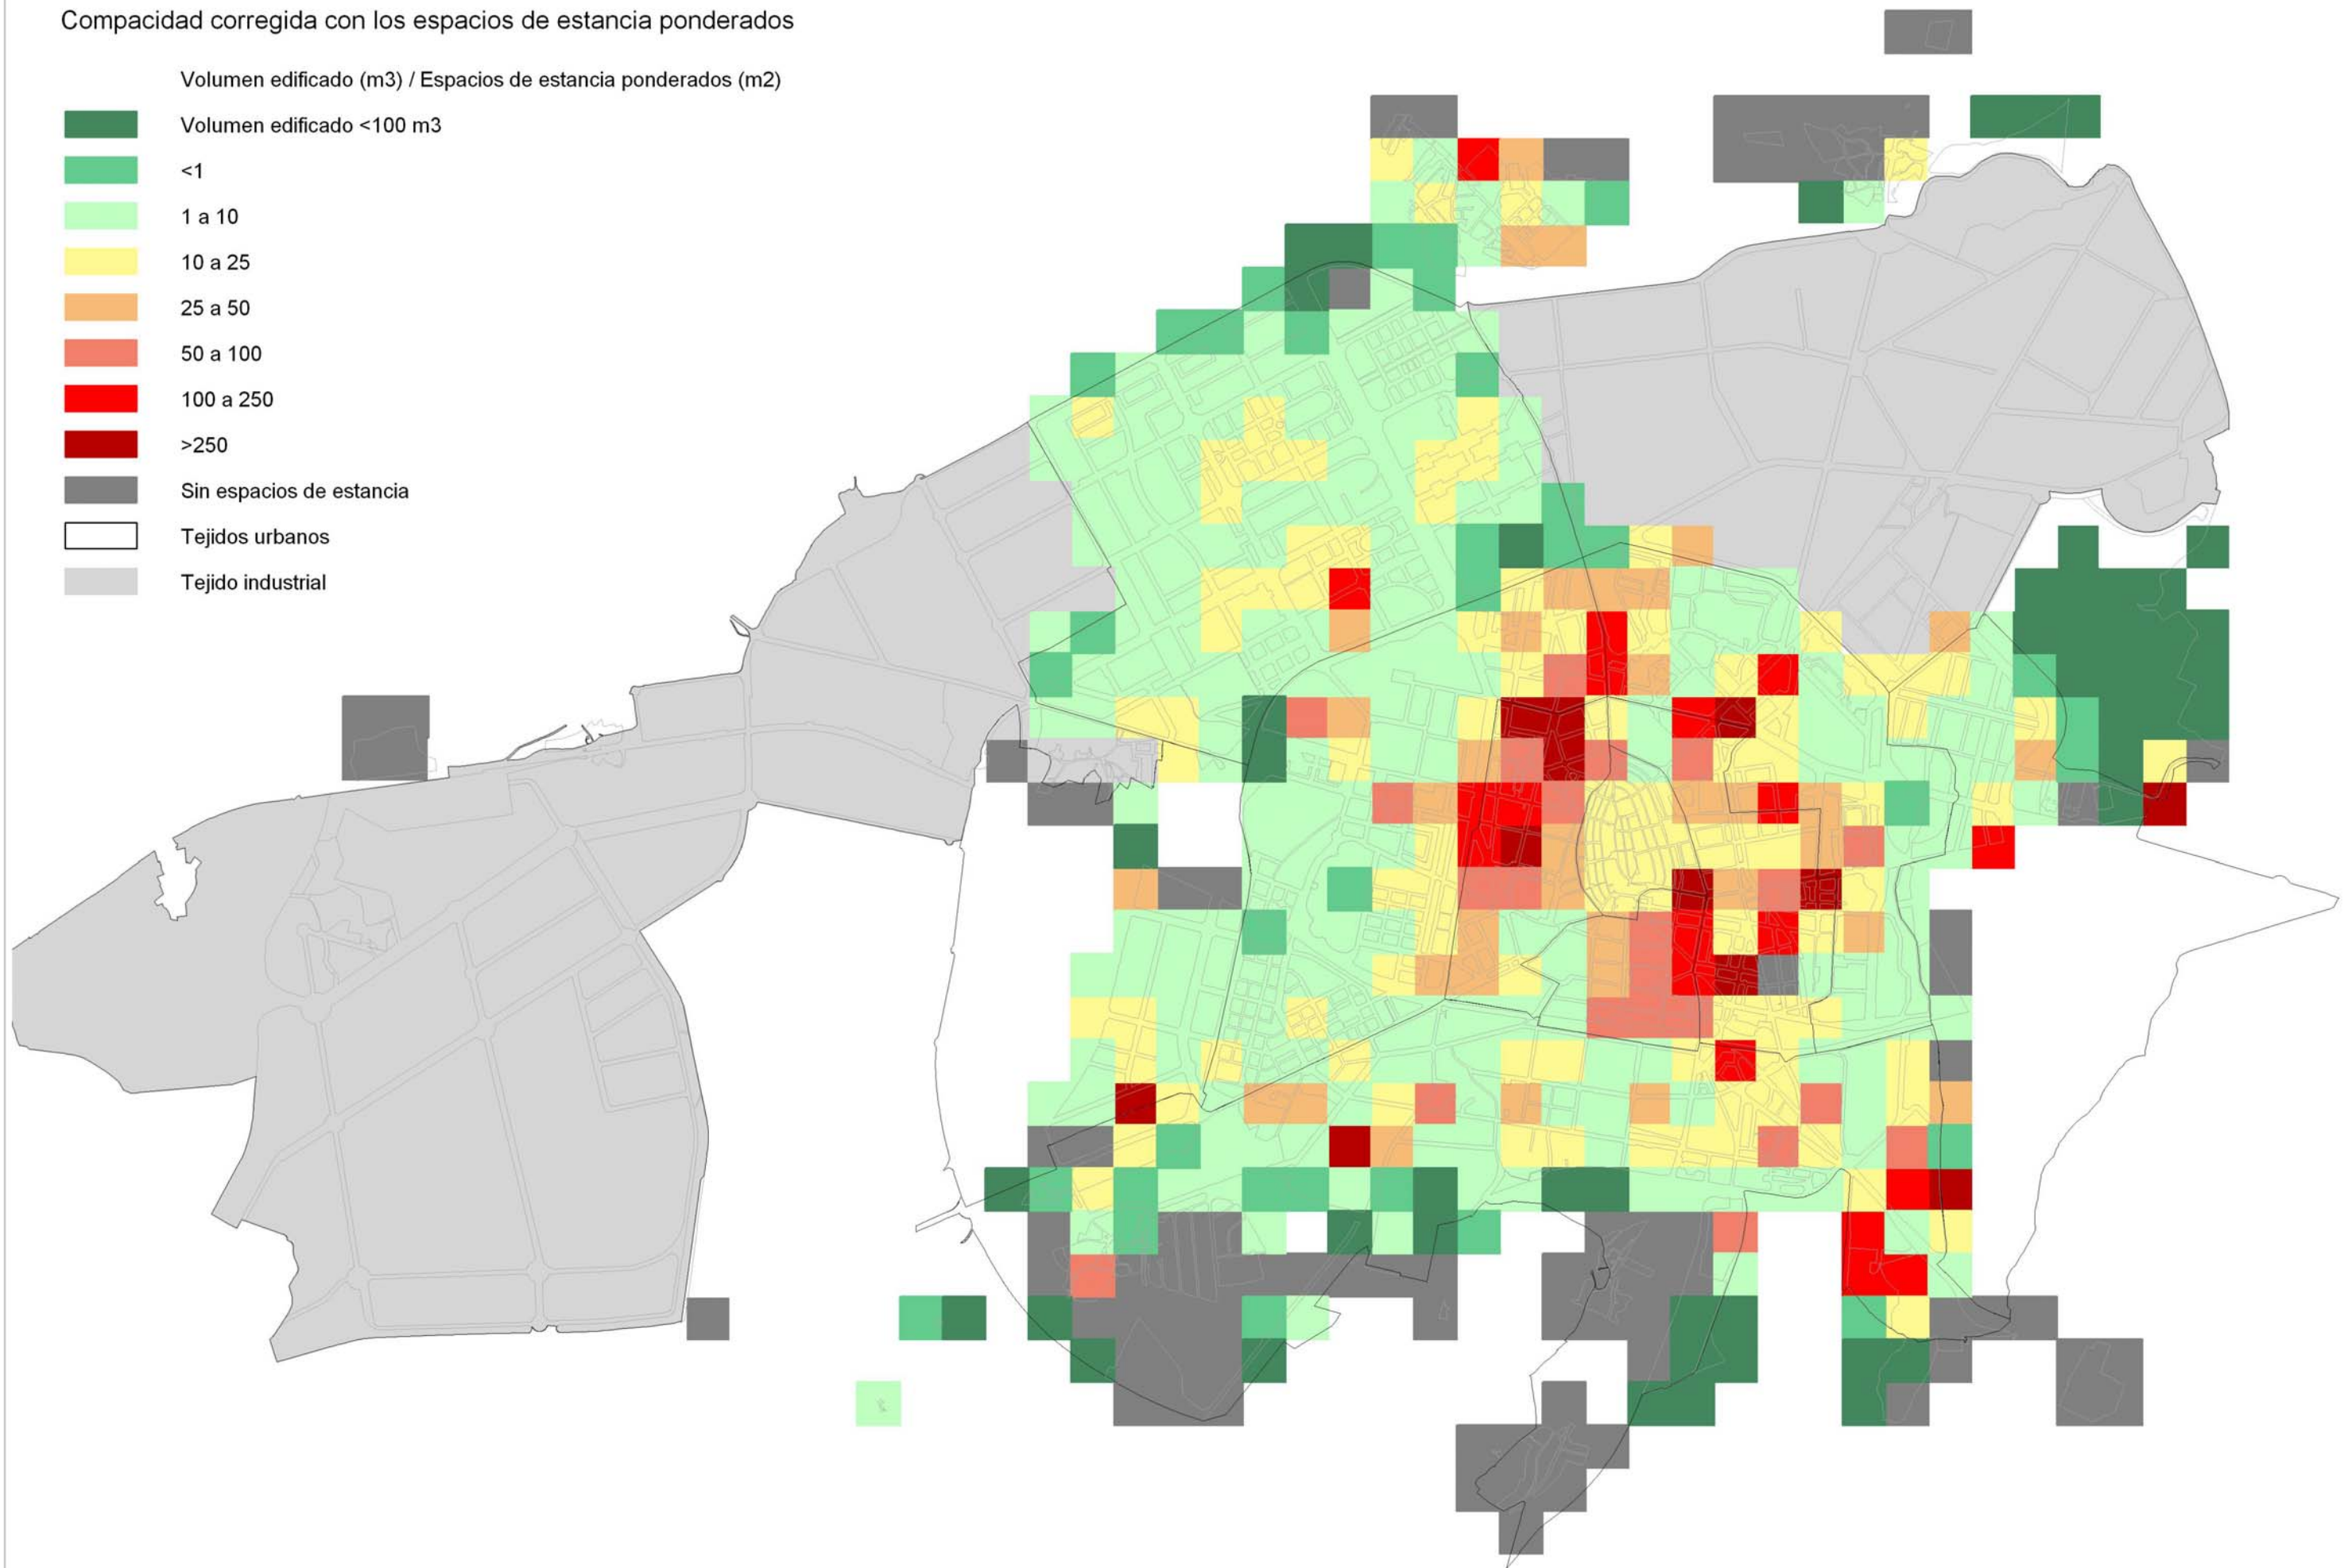 Compacidad corregida con los espacios de estancia ponderados
Volumen edificado (m3) / Espacios de estancia ponderados (m2)
Volumen edificado <100 m3
<1
1 a 10
10 a 25
25 a 50
50 a 100
100 a 250
>250
Sin espacios de estancia
Tejidos urbanos
Tejido industrial